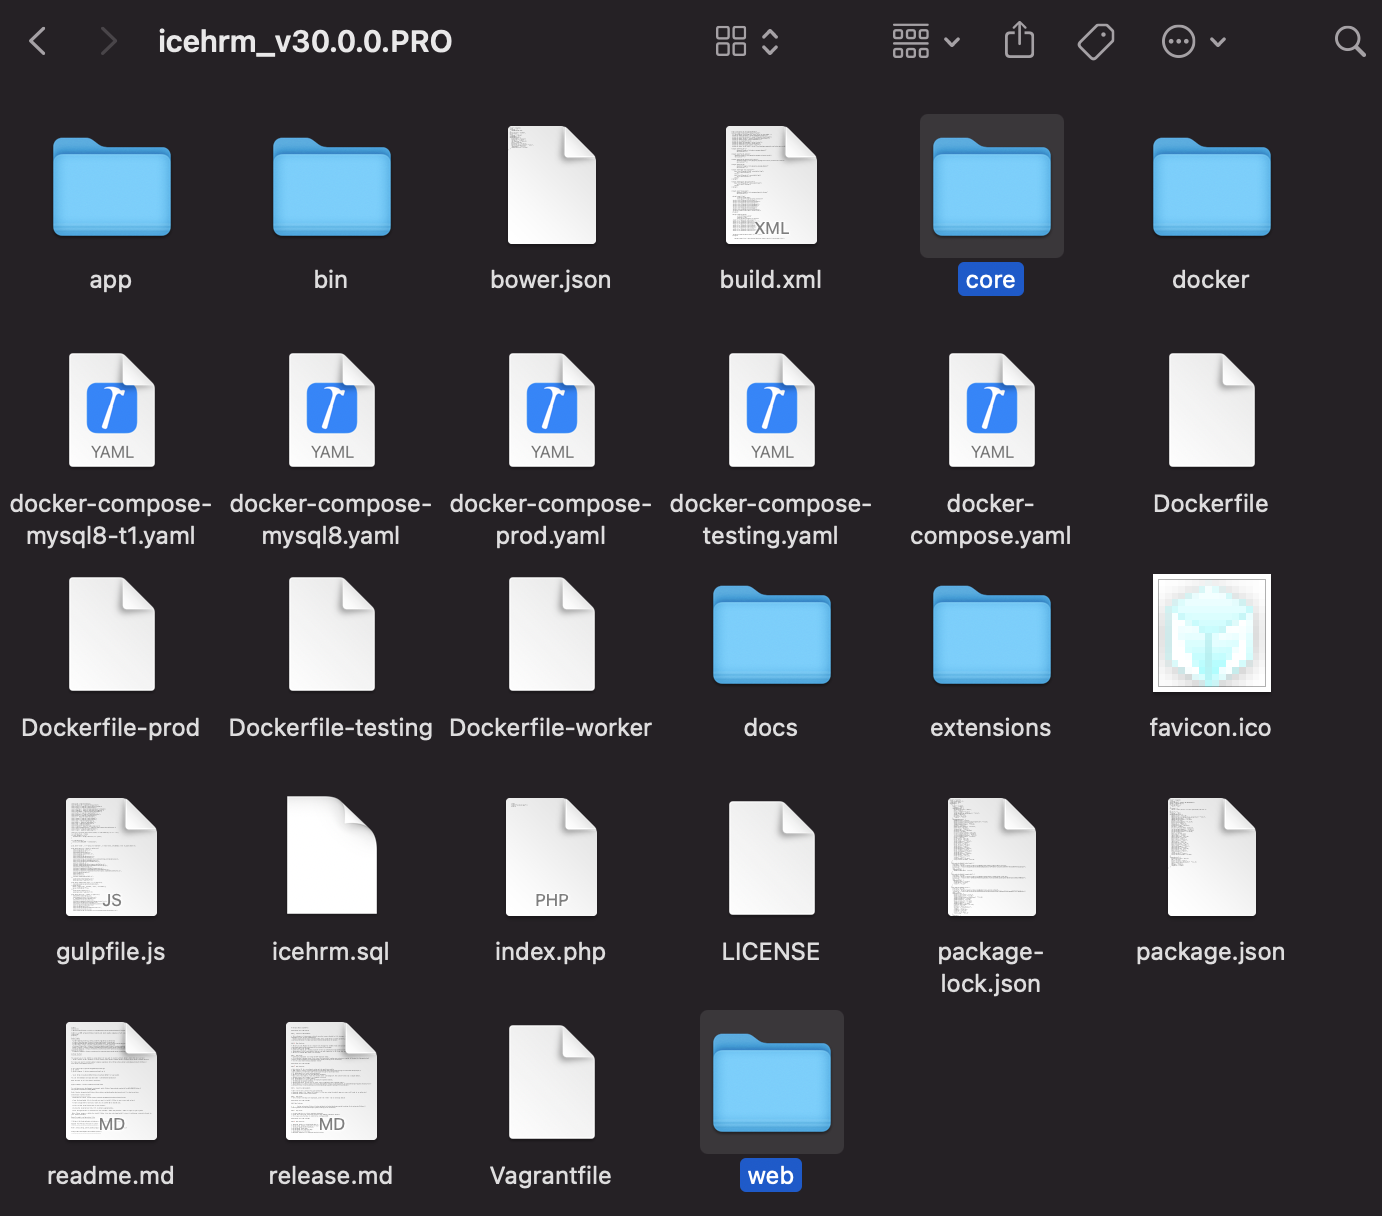 icehrm_v30.0.0.PRO
app
bin
bower.json
XML
build.xml
core
docker
YAML
docker-compose-
mysql8-t1.yaml
YAML
docker-compose-
mysql8.yaml
YAML
docker-compose-
prod.yaml
YAML
docker-compose-
testing.yaml
YAML
docker-
compose.yaml
Dockerfile
Dockerfile-prod
Dockerfile-testing
Dockerfile-worker
docs
extensions
favicon.ico
JS
gulpfile.js
icehrm.sql
PHP
index.php
LICENSE
package-
lock.json
package.json
MD
readme.md
MD
release.md
Vagrantfile
web